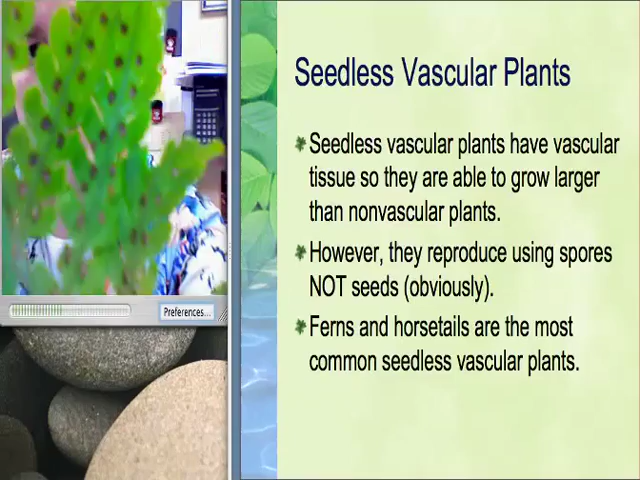 Seedless Vascular Plants
Seedless vascular plants have vascular
tissue so they are able to grow larger
than nonvascular plants.
However, they reproduce using spores
NOT seeds (obviously).
Ferns and horsetails are the most
common seedless vascular plants.
Preferences...